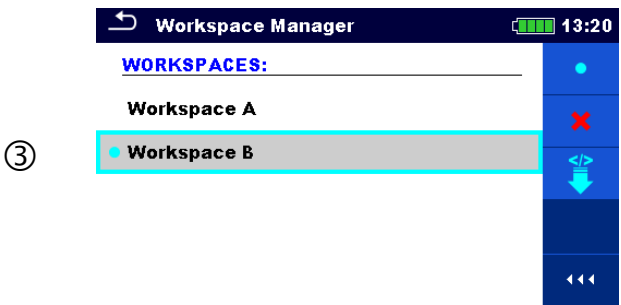 Workspace Manager 13:20
WORKSPACES:
Workspace A
③
Workspace B
</>